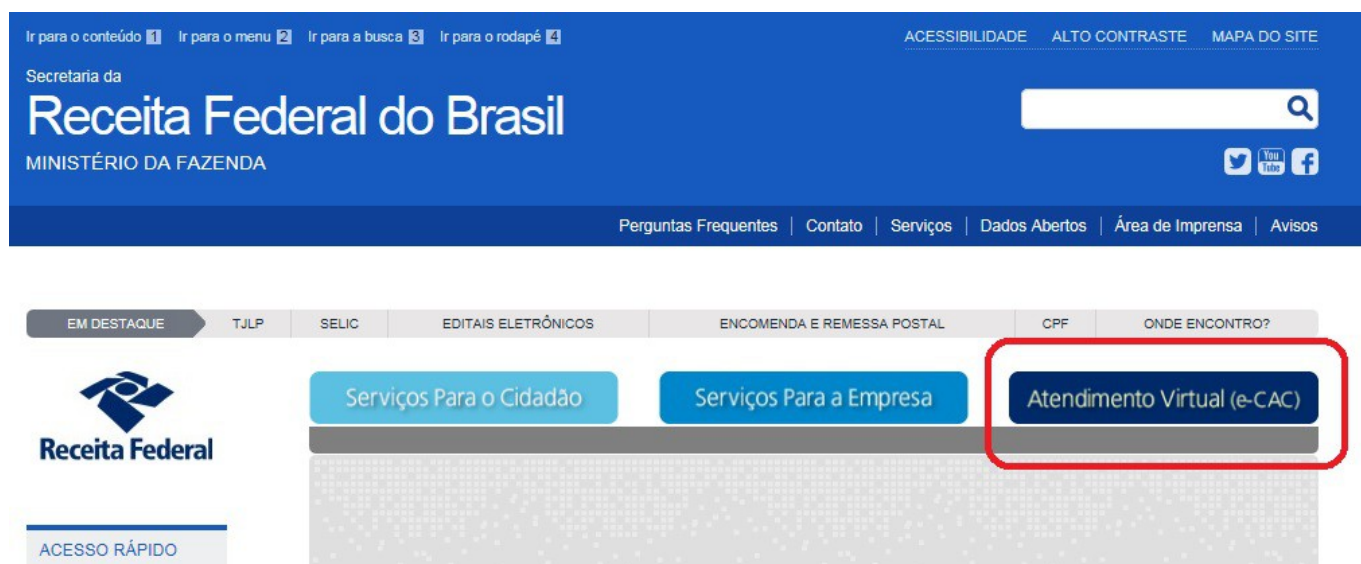 Ir para o conteúdo 1 Ir para o menu 2 Ir para a busca 3 Ir para o rodapé 4
ACESSIBILIDADE ALTO CONTRASTE MAPA DO SITE
Secretaria da
Receita Federal do Brasil
MINISTÉRIO DA FAZENDA
You Tube
Perguntas Frequentes | Contato | Serviços | Dados Abertos | Área de Imprensa | Avisos
EM DESTAQUE TJLP SELIC EDITAIS ELETRÔNICOS ENCOMENDA E REMESSA POSTAL CPF ONDE ENCONTRO?
Serviços Para o Cidadão Serviços Para a Empresa Atendimento Virtual (e-CAC)
Receita Federal
ACESSO RÁPIDO